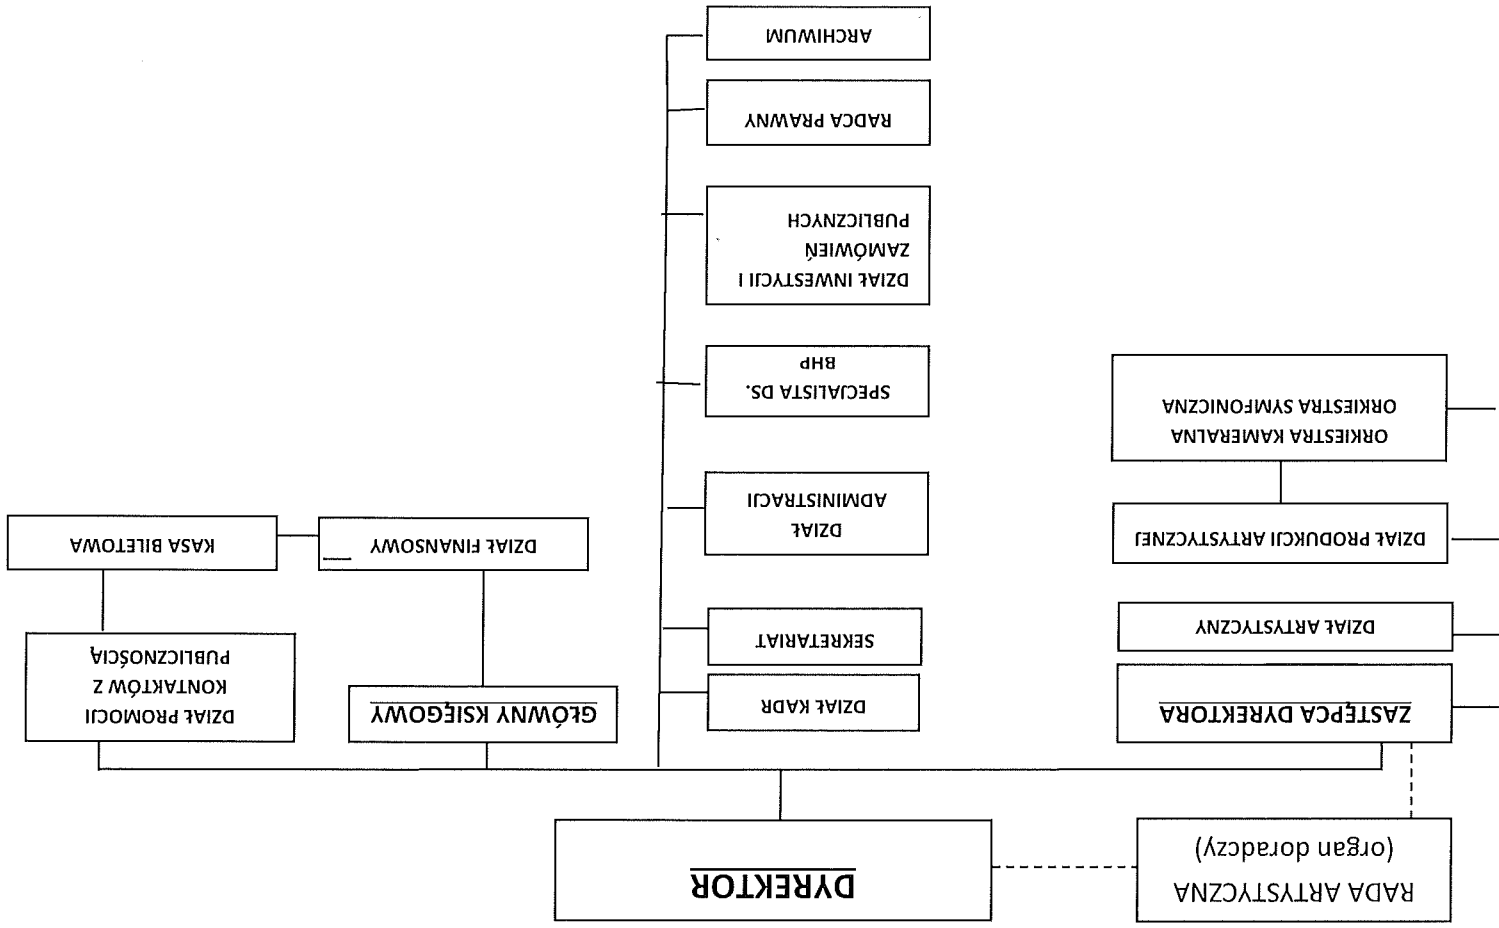 RADA ARTYSTYCZNA
(organ doradczy)
DYREKTOR
ZASTĘPCA DYREKTORA
DZIAŁ ARTYSTYCZNY
DZIAŁ PRODUKCJI ARTYSTYCZNEJ
ORKIESTRA KAMERALNA
ORKIESTRA SYMFONICZNA
DZIAŁ KADR
SEKRETARIAT
DZIAŁ
ADMINISTRACJI
SPECJALISTA DS.
BHP
DZIAŁ INWESTYCJI I
ZAMÓWIEŃ
PUBLICZNYCH
RADCA PRAWNY
ARCHIWUM
GŁÓWNY KSIĘGOWY
DZIAŁ FINANSOWY
DZIAŁ PROMOCJI
KONTAKTÓW Z
PUBLICZNOŚCIĄ
KASA BILETOWA